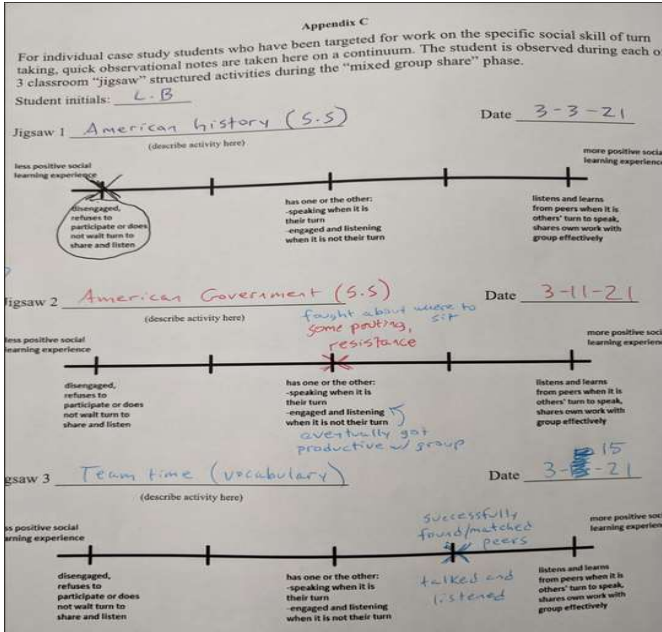 Appendix C
For individual case study students who have been targeted for work on the specific social skill of turn
taking, quick observational notes are taken here on a continuum. The student is observed during each o
3 classroom “jigsaw” structured activities during the “mixed group share” phase.
Student initials: L.B
Jigsaw 1 American history (S.S) Date 3-3-21
(describe activity here)
less positive social
learning experience
more positive socia
learning experience
disengaged,
refuses to
participate or does
not wait turn to
share and listen
has one or the other:
-speaking when it is
their turn
-engaged and listening
when it is not their turn
listens and learns
from peers when it is
others' turn to speak,
shares own work with
group effectively
Jigsaw 2 American Government (S.S) Date 3-11-21
(describe activity here)
fought about where to
sit
some pouting,
resistance
less positive social
learning experience
more positive soci
learning experien
disengaged,
refuses to
participate or does
not wait turn to
share and listen
has one or the other:
-speaking when it is
their turn
-engaged and listening
when it is not their turn
eventually got
productive w/ group
listens and learns
from peers when it is
others' turn to speak,
shares own work with
group effectively
gsaw 3 Team time (vocabulary) Date 3-15-21
(describe activity here)
ss positive social
arning experience
successfully
found/matched
peers
more positive soc
learning experien
disengaged,
refuses to
participate or does
not wait turn to
share and listen
has one or the other:
-speaking when it is
their turn
-engaged and listening
when it is not their turn
talked and
listened
listens and learns
from peers when it is
others' turn to speak,
shares own work with
group effectively